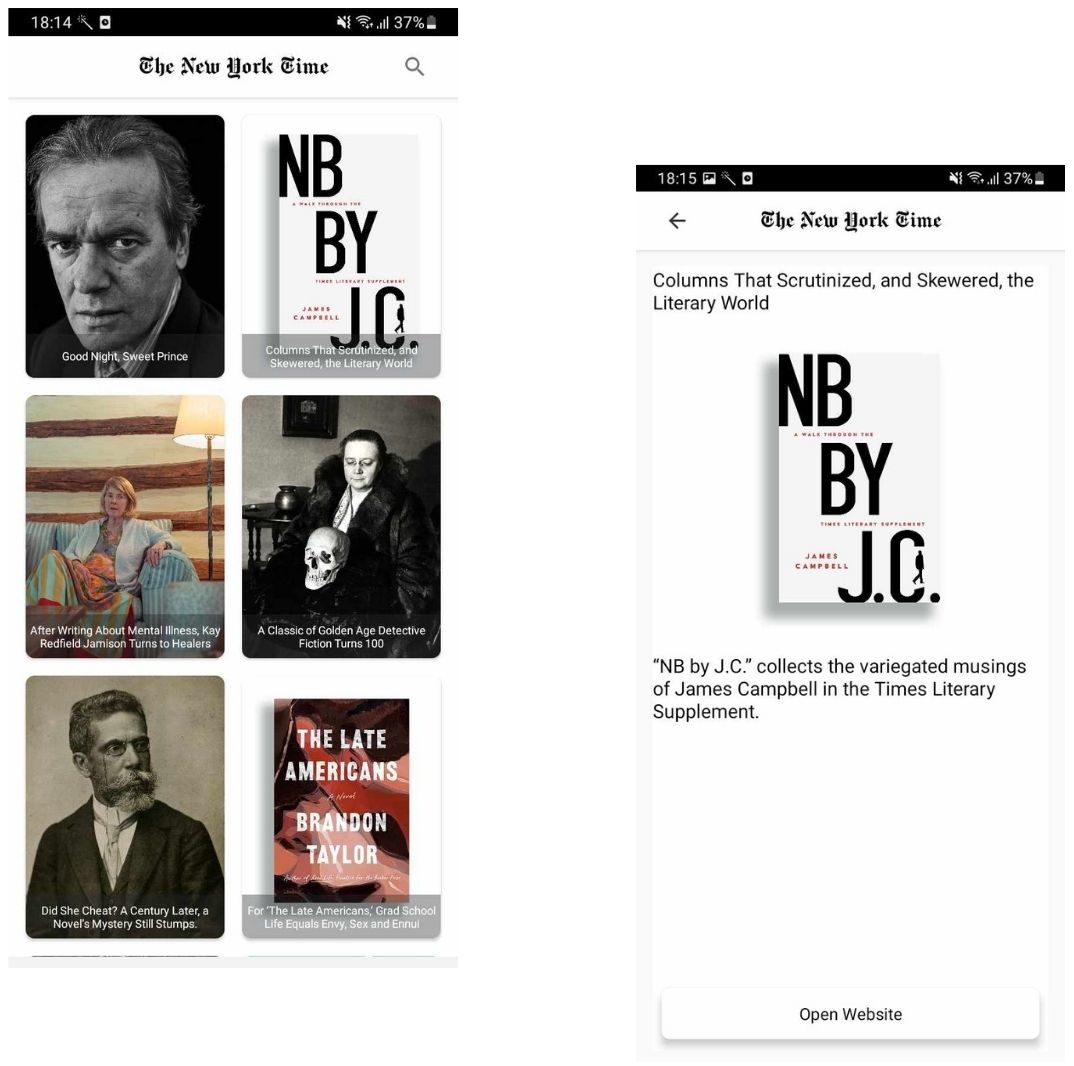 18:14
37%
The New York Time
NB
A WALK THROUGH THE
BY
TIMES LITERARY SUPPLEMENT
JAMES
CAMPBELL
J.C.
Good Night, Sweet Prince
Columns That Scrutinized, and
Skewered, the Literary World
After Writing About Mental Illness, Kay
Redfield Jamison Turns to Healers
A Classic of Golden Age Detective
Fiction Turns 100
THE LATE
AMERICANS
A Novel
BRANDON
TAYLOR
Did She Cheat? A Century Later, a
Novel's Mystery Still Stumps.
For ‘The Late Americans,’ Grad School
Life Equals Envy, Sex and Ennui
18:15
37%
The New York Time
Columns That Scrutinized, and Skewered, the
Literary World
NB
A WALK THROUGH THE
BY
TIMES LITERARY SUPPLEMENT
JAMES
CAMPBELL
J.C.
“NB by J.C.” collects the variegated musings
of James Campbell in the Times Literary
Supplement.
Open Website